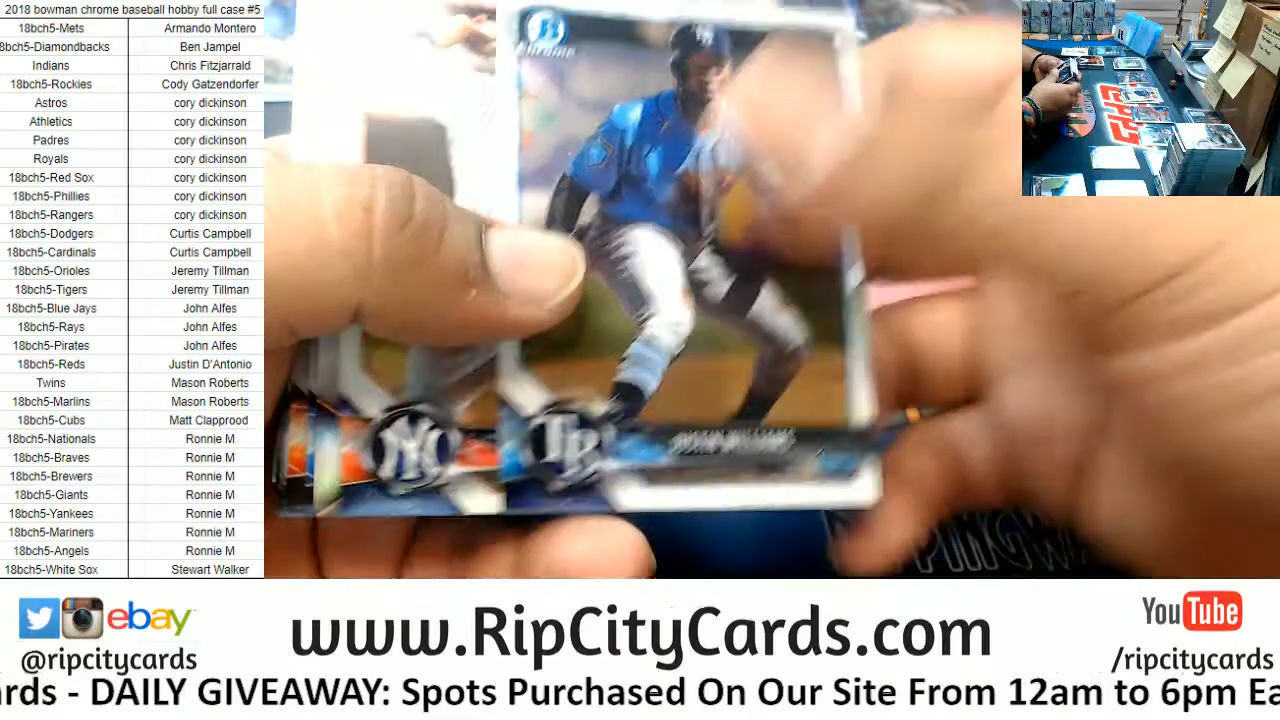 2018 bowman chrome baseball hobby full case #5
18bch5-Mets Armando Montero
8bch5-Diamondbacks Ben Jampel
Indians Chris Fitzjarrald
18bch5-Rockies Cody Gatzendorfer
Astros cory dickinson
Athletics cory dickinson
Padres cory dickinson
Royals cory dickinson
18bch5-Red Sox cory dickinson
18bch5-Phillies cory dickinson
18bch5-Rangers cory dickinson
18bch5-Dodgers Curtis Campbell
18bch5-Cardinals Curtis Campbell
18bch5-Orioles Jeremy Tillman
18bch5-Tigers Jeremy Tillman
18bch5-Blue Jays John Alfes
18bch5-Rays John Alfes
18bch5-Pirates John Alfes
18bch5-Reds Justin D'Antonio
Twins Mason Roberts
18bch5-Marlins Mason Roberts
18bch5-Cubs Matt Clapprood
18bch5-Nationals Ronnie M
18bch5-Braves Ronnie M
18bch5-Brewers Ronnie M
18bch5-Giants Ronnie M
18bch5-Yankees Ronnie M
18bch5-Mariners Ronnie M
18bch5-Angels Ronnie M
18bch5-White Sox Stewart Walker
CHROME
NY
TB
WILLIAMS
ebay
@ripcitycards
www.RipCityCards.com
YouTube
/ripcitycards
ards - DAILY GIVEAWAY: Spots Purchased On Our Site From 12am to 6pm Ea